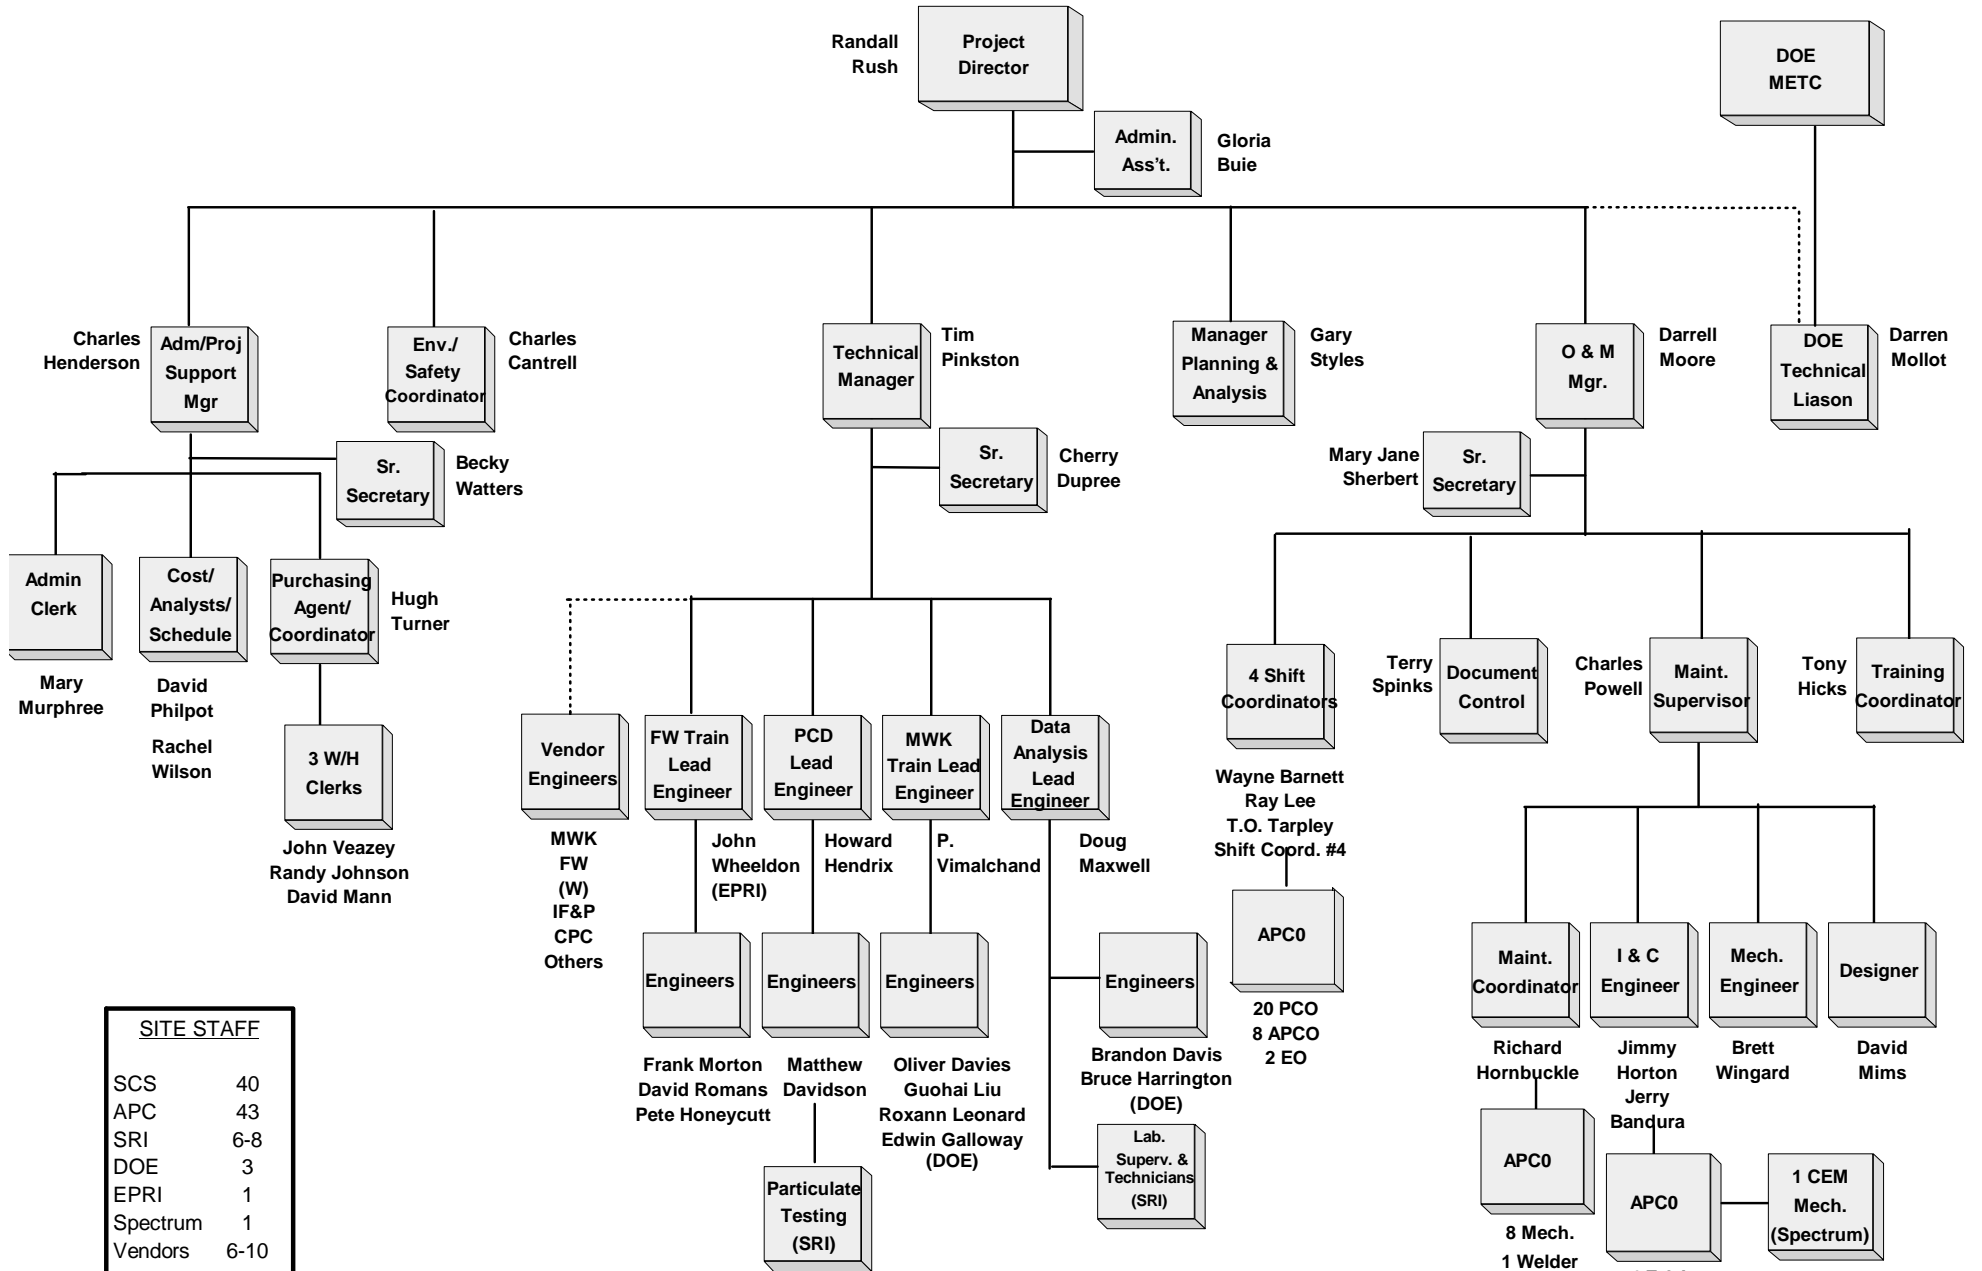 Randall
Rush
Project
Director
DOE
METC
Admin.
Ass't.
Gloria
Buie
Charles
Henderson
Adm/Proj
Support
Mgr
Env./
Safety
Coordinator
Charles
Cantrell
Technical
Manager
Tim
Pinkston
Manager
Planning &
Analysis
Gary
Styles
O & M
Mgr.
Darrell
Moore
DOE
Technical
Liason
Darren
Mollot
Sr.
Secretary
Becky
Watters
Sr.
Secretary
Cherry
Dupree
Mary Jane
Sherbert
Sr.
Secretary
Admin
Clerk
Mary
Murphree
Cost/
Analysts/
Schedule
David
Philpot
Rachel
Wilson
Purchasing
Agent/
Coordinator
Hugh
Turner
3 W/H
Clerks
John Veazey
Randy Johnson
David Mann
Vendor
Engineers
MWK
FW
(W)
IF&P
CPC
Others
FW Train
Lead
Engineer
John
Wheeldon
(EPRI)
PCD
Lead
Engineer
Howard
Hendrix
MWK
Train Lead
Engineer
P.
Vimalchand
Data
Analysis
Lead
Engineer
Doug
Maxwell
4 Shift
Coordinators
Wayne Barnett
Ray Lee
T.O. Tarpley
Shift Coord. #4
Terry
Spinks
Document
Control
Charles
Powell
Maint.
Supervisor
Tony
Hicks
Training
Coordinator
APC0
20 PCO
8 APCO
2 EO
Engineers
Frank Morton
David Romans
Pete Honeycutt
Engineers
Matthew
Davidson
Engineers
Oliver Davies
Guohai Liu
Roxann Leonard
Edwin Galloway
(DOE)
Engineers
Brandon Davis
Bruce Harrington
(DOE)
Maint.
Coordinator
Richard
Hornbuckle
I & C
Engineer
Jimmy
Horton
Jerry
Bandura
Mech.
Engineer
Brett
Wingard
Designer
David
Mims
Particulate
Testing
(SRI)
Lab.
Superv. &
Technicians
(SRI)
APC0
8 Mech.
1 Welder
APC0
1 CEM
Mech.
(Spectrum)
SITE STAFF
SCS 40
APC 43
SRI 6-8
DOE 3
EPRI 1
Spectrum 1
Vendors 6-10